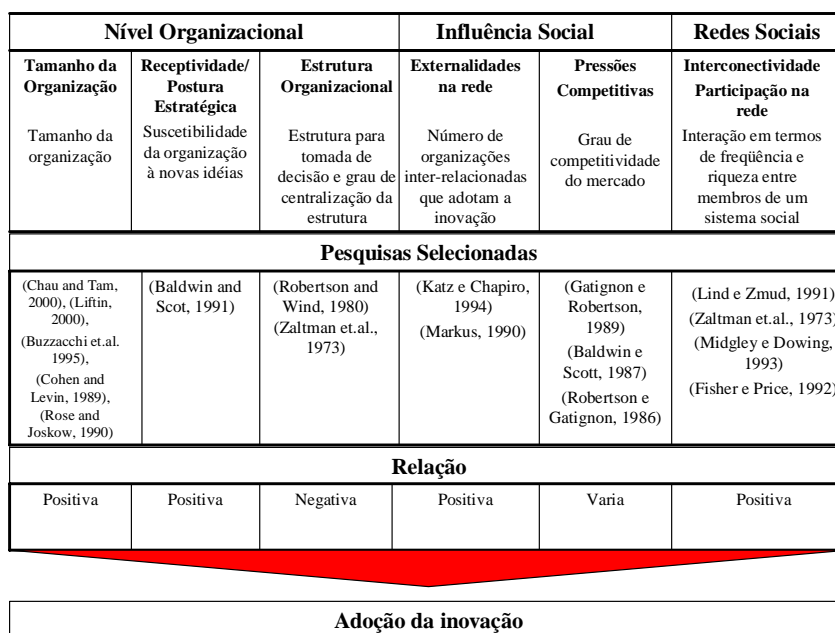 Nível Organizacional
Influência Social
Redes Sociais
Tamanho da
Organização
Tamanho da
organização
Receptividade/
Postura
Estratégica
Suscetibilidade
da organização
à novas idéias
Estrutura
Organizacional
Estrutura para
tomada de
decisão e grau de
centralização da
estrutura
Externalidades
na rede
Número de
organizações
inter-relacionadas
que adotam a
inovação
Pressões
Competitivas
Grau de
competitividade
do mercado
Interconectividade
Participação na
rede
Interação em termos
de freqüência e
riqueza entre
membros de um
sistema social
Pesquisas Selecionadas
(Chau and Tam,
2000), (Liftin,
2000),
(Buzzacchi et.al.
1995),
(Cohen and
Levin, 1989),
(Rose and
Joskow, 1990)
(Baldwin and
Scot, 1991)
(Robertson and
Wind, 1980)
(Zaltman et.al.,
1973)
(Katz e Chapiro,
1994)
(Markus, 1990)
(Gatignon e
Robertson,
1989)
(Baldwin e
Scott, 1987)
(Robertson e
Gatignon, 1986)
(Lind e Zmud, 1991)
(Zaltman et.al., 1973)
(Midgley e Dowing,
1993)
(Fisher e Price, 1992)
Relação
Positiva
Positiva
Negativa
Positiva
Varia
Positiva
Adoção da inovação